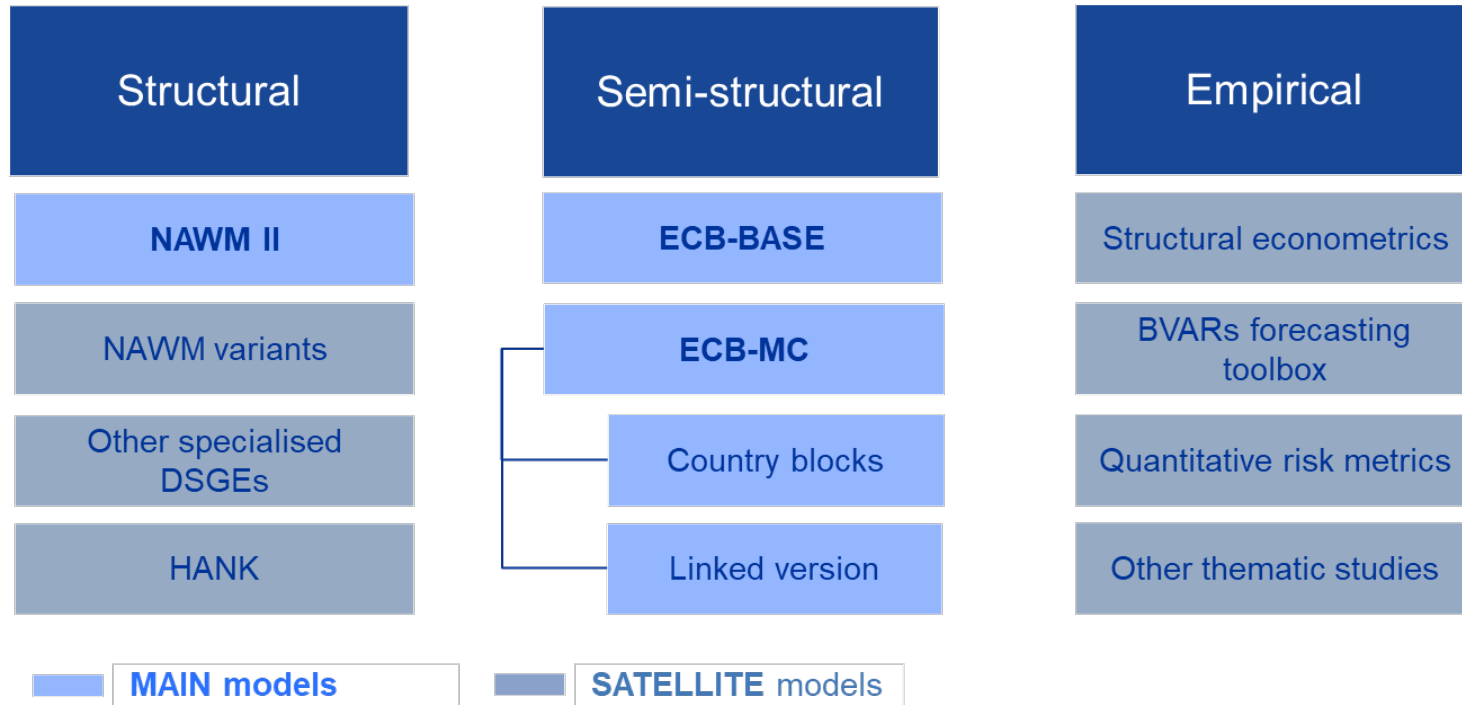 Structural
NAWM II
NAWM variants
Other specialised
DSGEs
HANK
Semi-structural
ECB-BASE
ECB-MC
Country blocks
Linked version
Empirical
Structural econometrics
BVARs forecasting
toolbox
Quantitative risk metrics
Other thematic studies
MAIN models
SATELLITE models